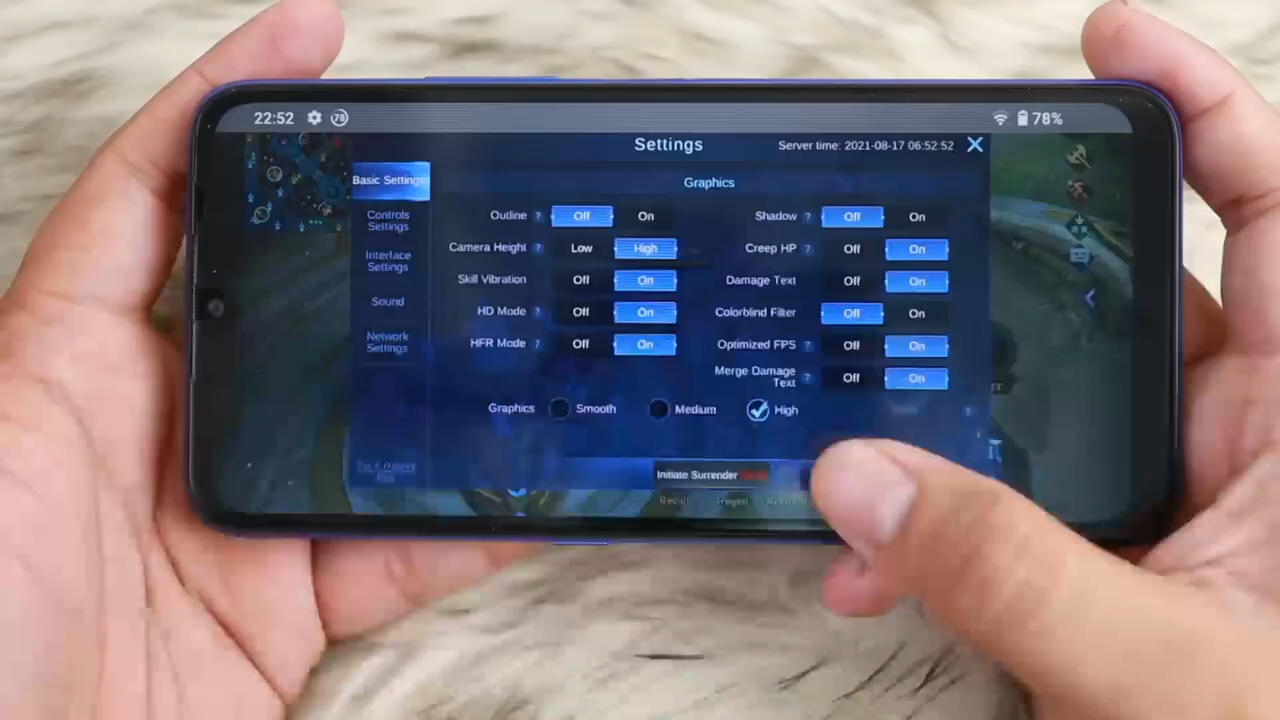 22:52 78 78%
Settings Server time: 2021-08-17 06:52:52
Basic Settings
Graphics
Controls
Settings
Interface
Settings
Sound
Network
Settings
Outline ? Off On
Shadow ? Off On
Camera Height ? Low High
Creep HP ? Off On
Skill Vibration Off On
Damage Text Off On
HD Mode ? Off On
Colorblind Filter Off On
HFR Mode ? Off On
Optimized FPS ? Off On
Merge Damage
Text ? Off On
Graphics Smooth Medium High
Initiate Surrender
Recall Regen